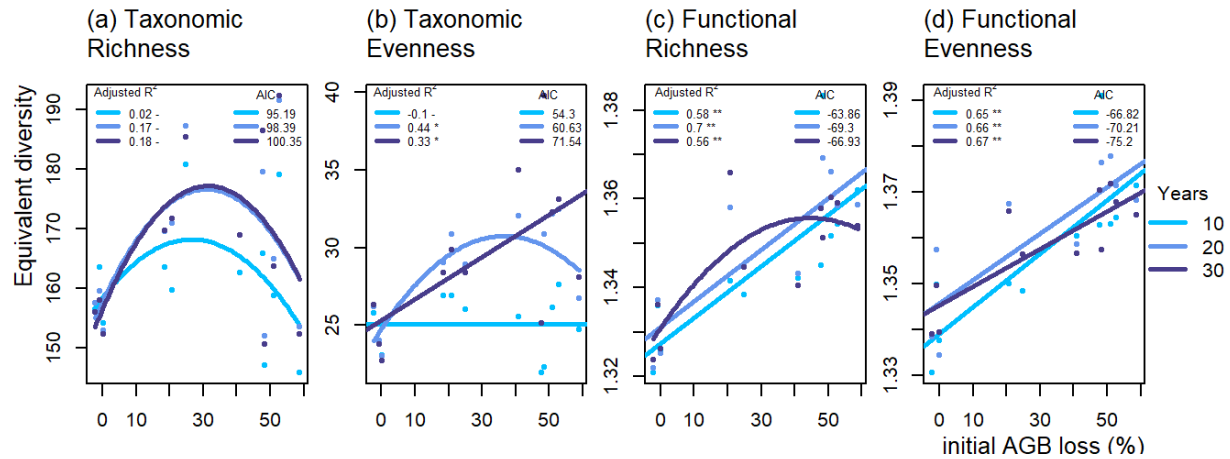 (a) Taxonomic
Richness
(b) Taxonomic
Evenness
(c) Functional
Richness
(d) Functional
Evenness
Equivalent diversity
150 160 170 180 190
Adjusted R²
AIC
0.02 - 95.19
0.17 - 98.39
0.18 - 100.35
0 10 30 50
25 30 35 40
Adjusted R²
AIC
-0.1 - 54.3
0.44 * 60.63
0.33 * 71.54
0 10 30 50
1.32 1.34 1.36 1.38
Adjusted R²
AIC
0.58 ** -63.86
0.7 ** -69.3
0.56 ** -66.93
0 10 30 50
1.33 1.35 1.37 1.39
Adjusted R²
AIC
0.65 ** -66.82
0.66 ** -70.21
0.67 ** -75.2
0 10 30 50
initial AGB loss (%)
Years
10
20
30